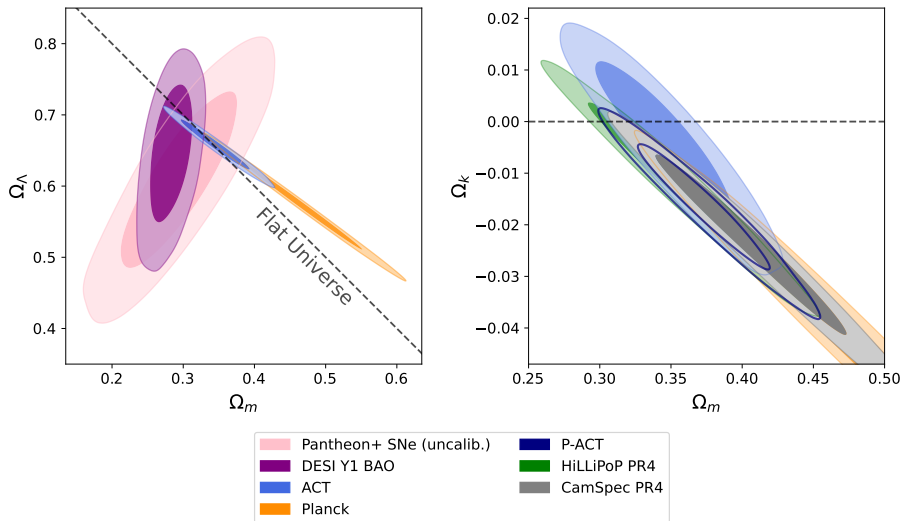 0.8
0.7
0.6
0.5
0.4
Ω_Λ
Flat Universe
0.2 0.3 0.4 0.5 0.6
Ω_m
0.02
0.01
0.00
−0.01
−0.02
−0.03
−0.04
Ω_k
0.25 0.30 0.35 0.40 0.45 0.50
Ω_m
Pantheon+ SNe (uncalib.)
DESI Y1 BAO
ACT
Planck
P-ACT
HiLLiPoP PR4
CamSpec PR4